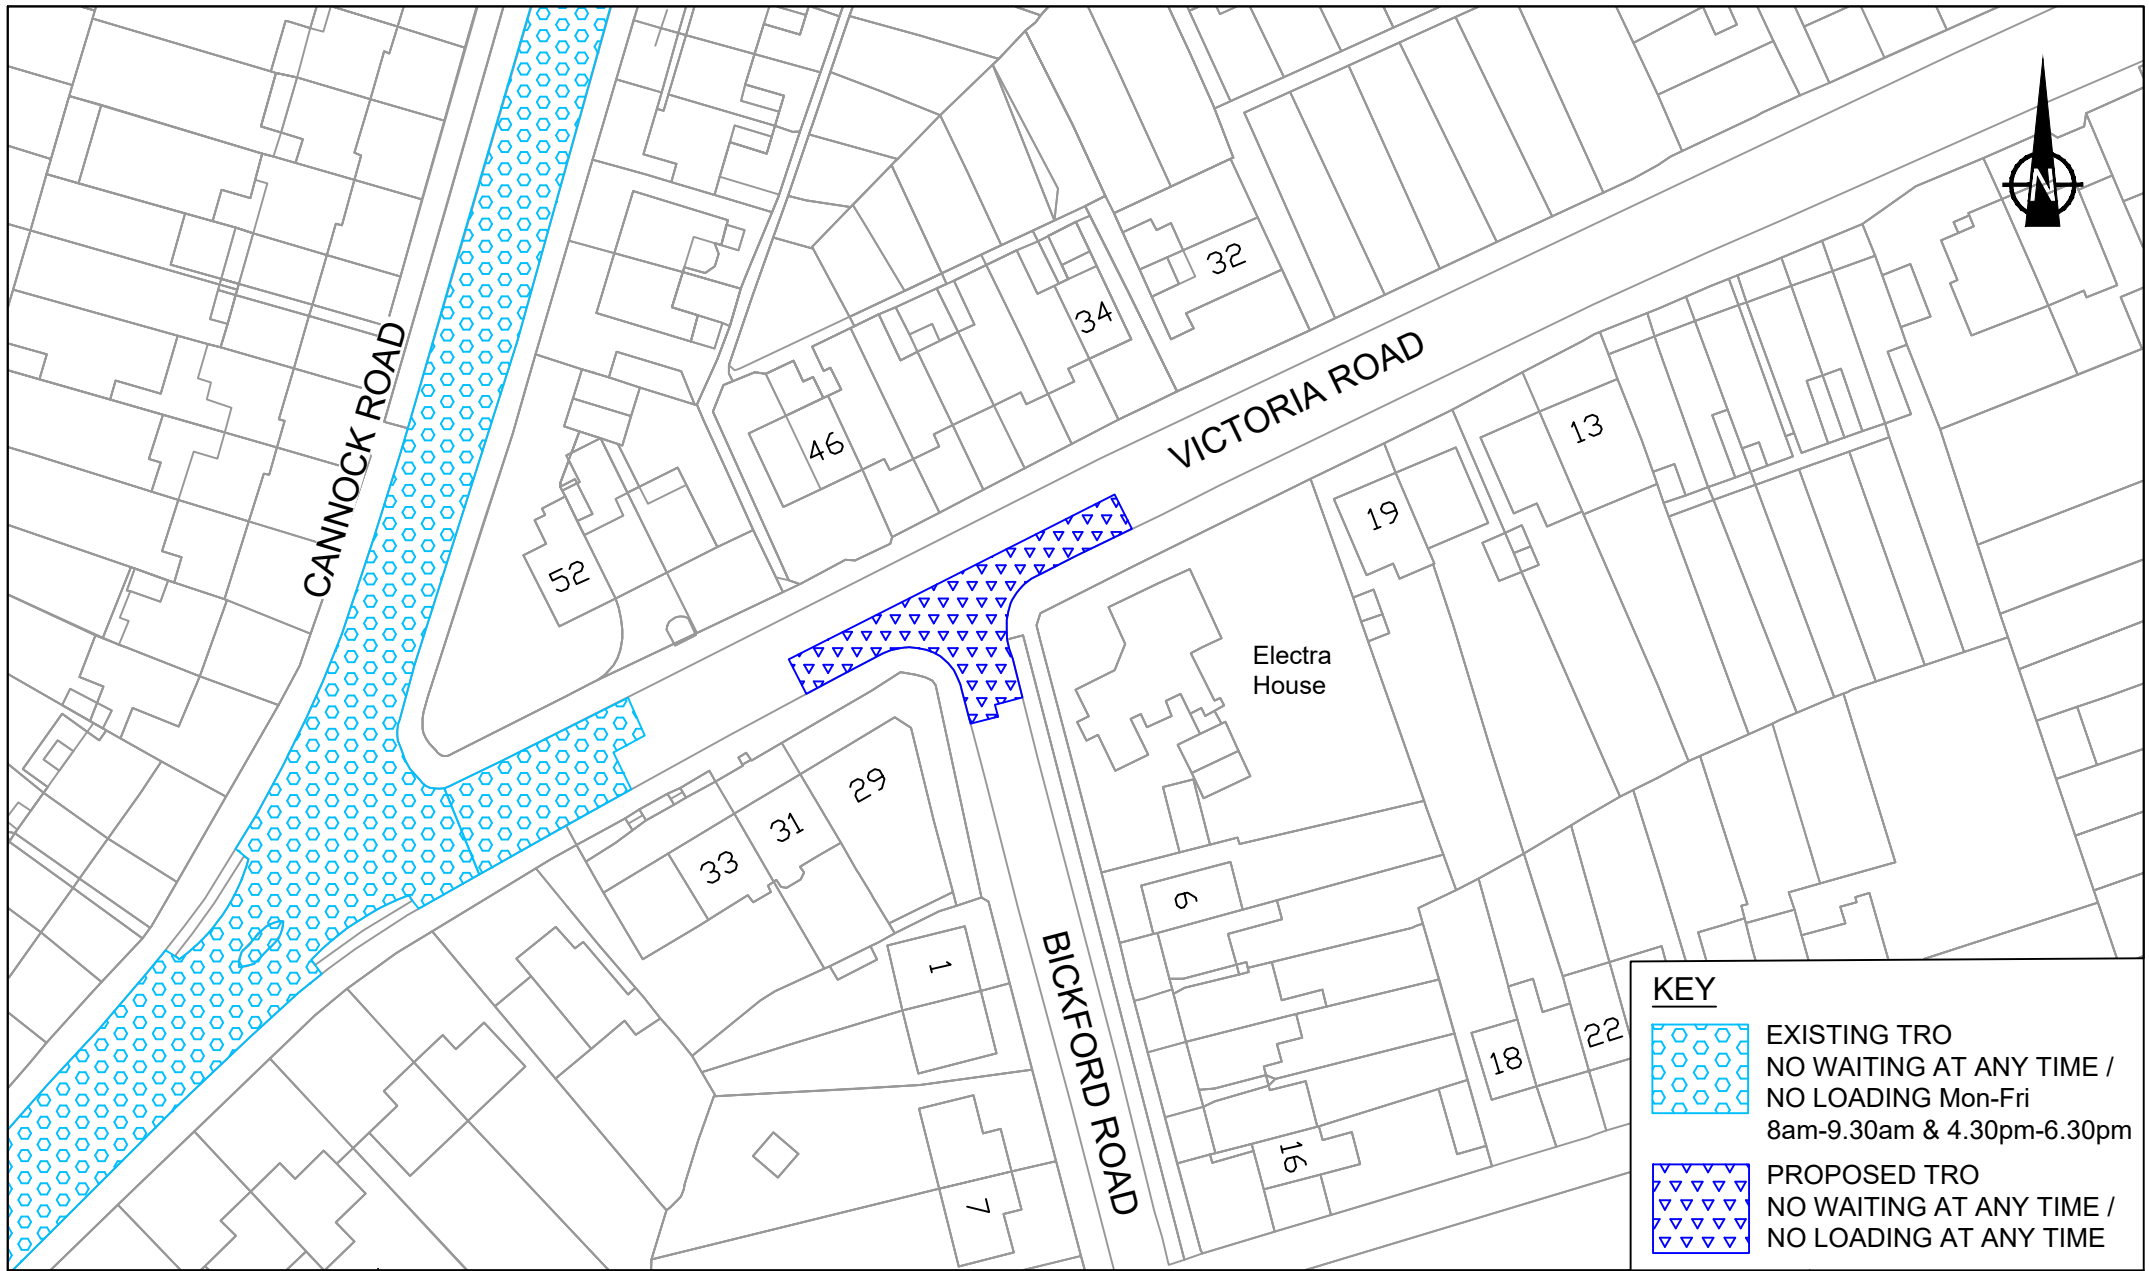 N
32
34
CANNOCK ROAD
VICTORIA ROAD
46
13
19
52
Electra
House
29
31
33
6
1
BICKFORD ROAD
18
22
16
7
KEY
EXISTING TRO
NO WAITING AT ANY TIME /
NO LOADING Mon-Fri
8am-9.30am & 4.30pm-6.30pm
PROPOSED TRO
NO WAITING AT ANY TIME /
NO LOADING AT ANY TIME